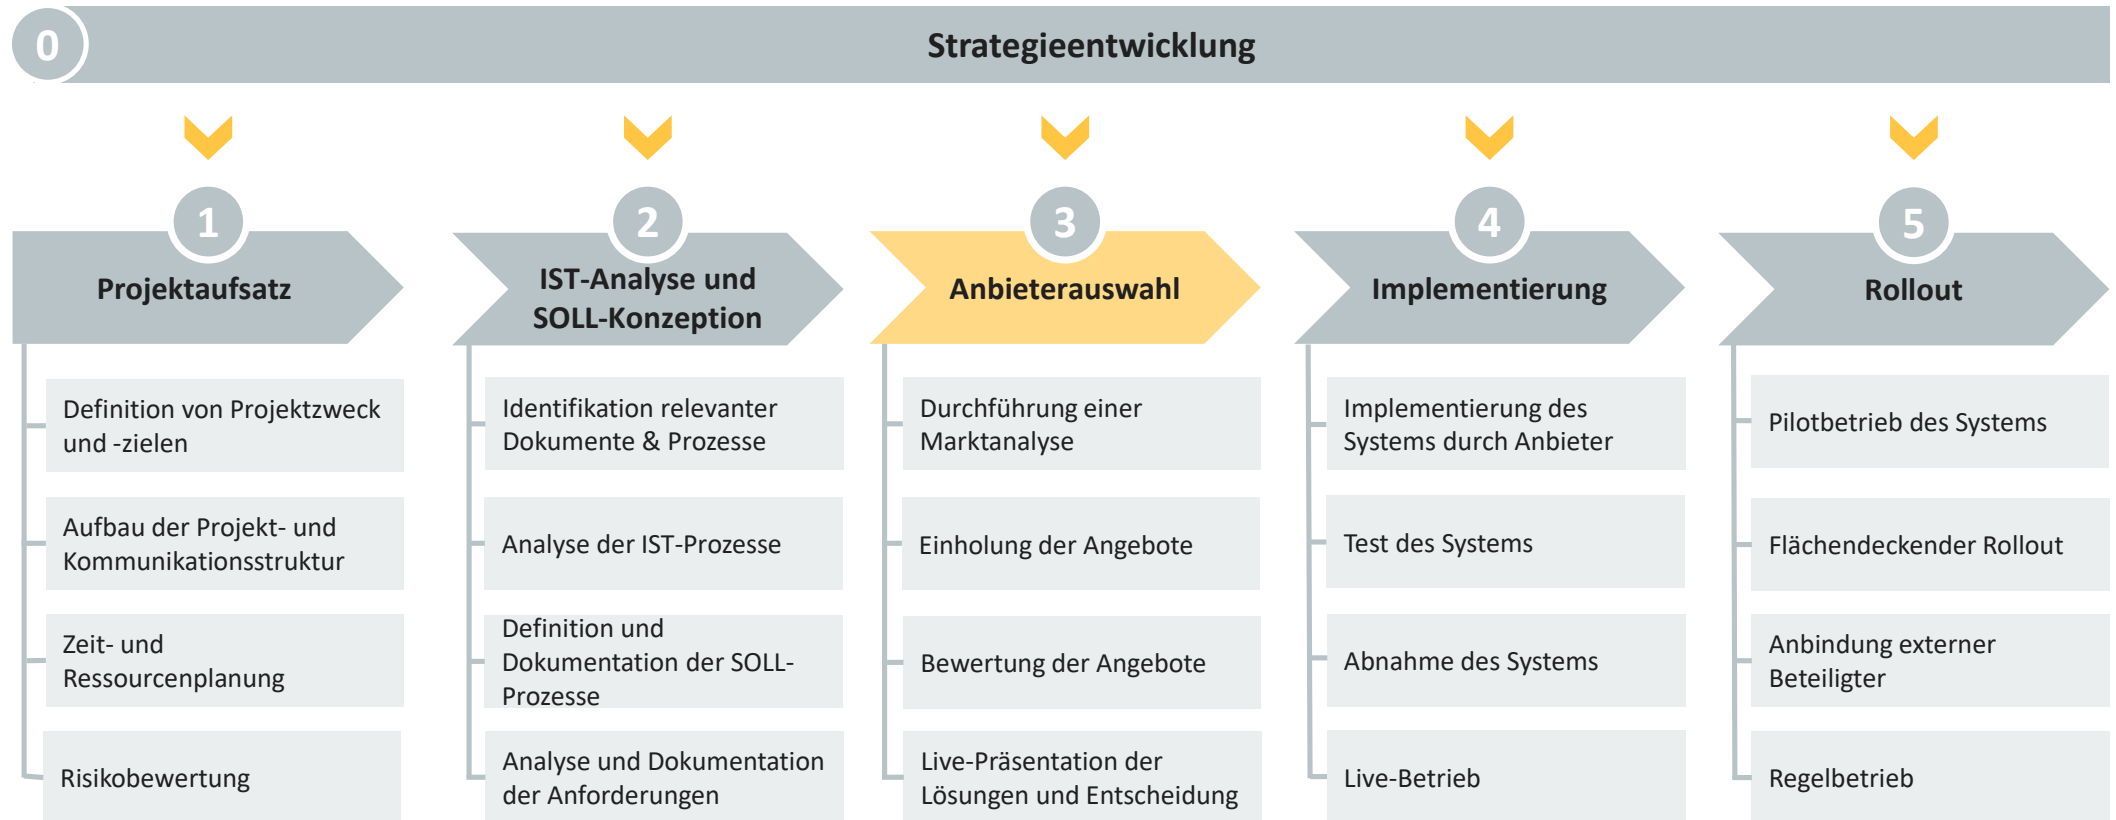 0
Strategieentwicklung
1
Projektaufsatz
Definition von Projektzweck
und -zielen
Aufbau der Projekt- und
Kommunikationsstruktur
Zeit- und
Ressourcenplanung
Risikobewertung
2
IST-Analyse und
SOLL-Konzeption
Identifikation relevanter
Dokumente & Prozesse
Analyse der IST-Prozesse
Definition und
Dokumentation der SOLL-
Prozesse
Analyse und Dokumentation
der Anforderungen
3
Anbieterauswahl
Durchführung einer
Marktanalyse
Einholung der Angebote
Bewertung der Angebote
Live-Präsentation der
Lösungen und Entscheidung
4
Implementierung
Implementierung des
Systems durch Anbieter
Test des Systems
Abnahme des Systems
Live-Betrieb
5
Rollout
Pilotbetrieb des Systems
Flächendeckender Rollout
Anbindung externer
Beteiligter
Regelbetrieb